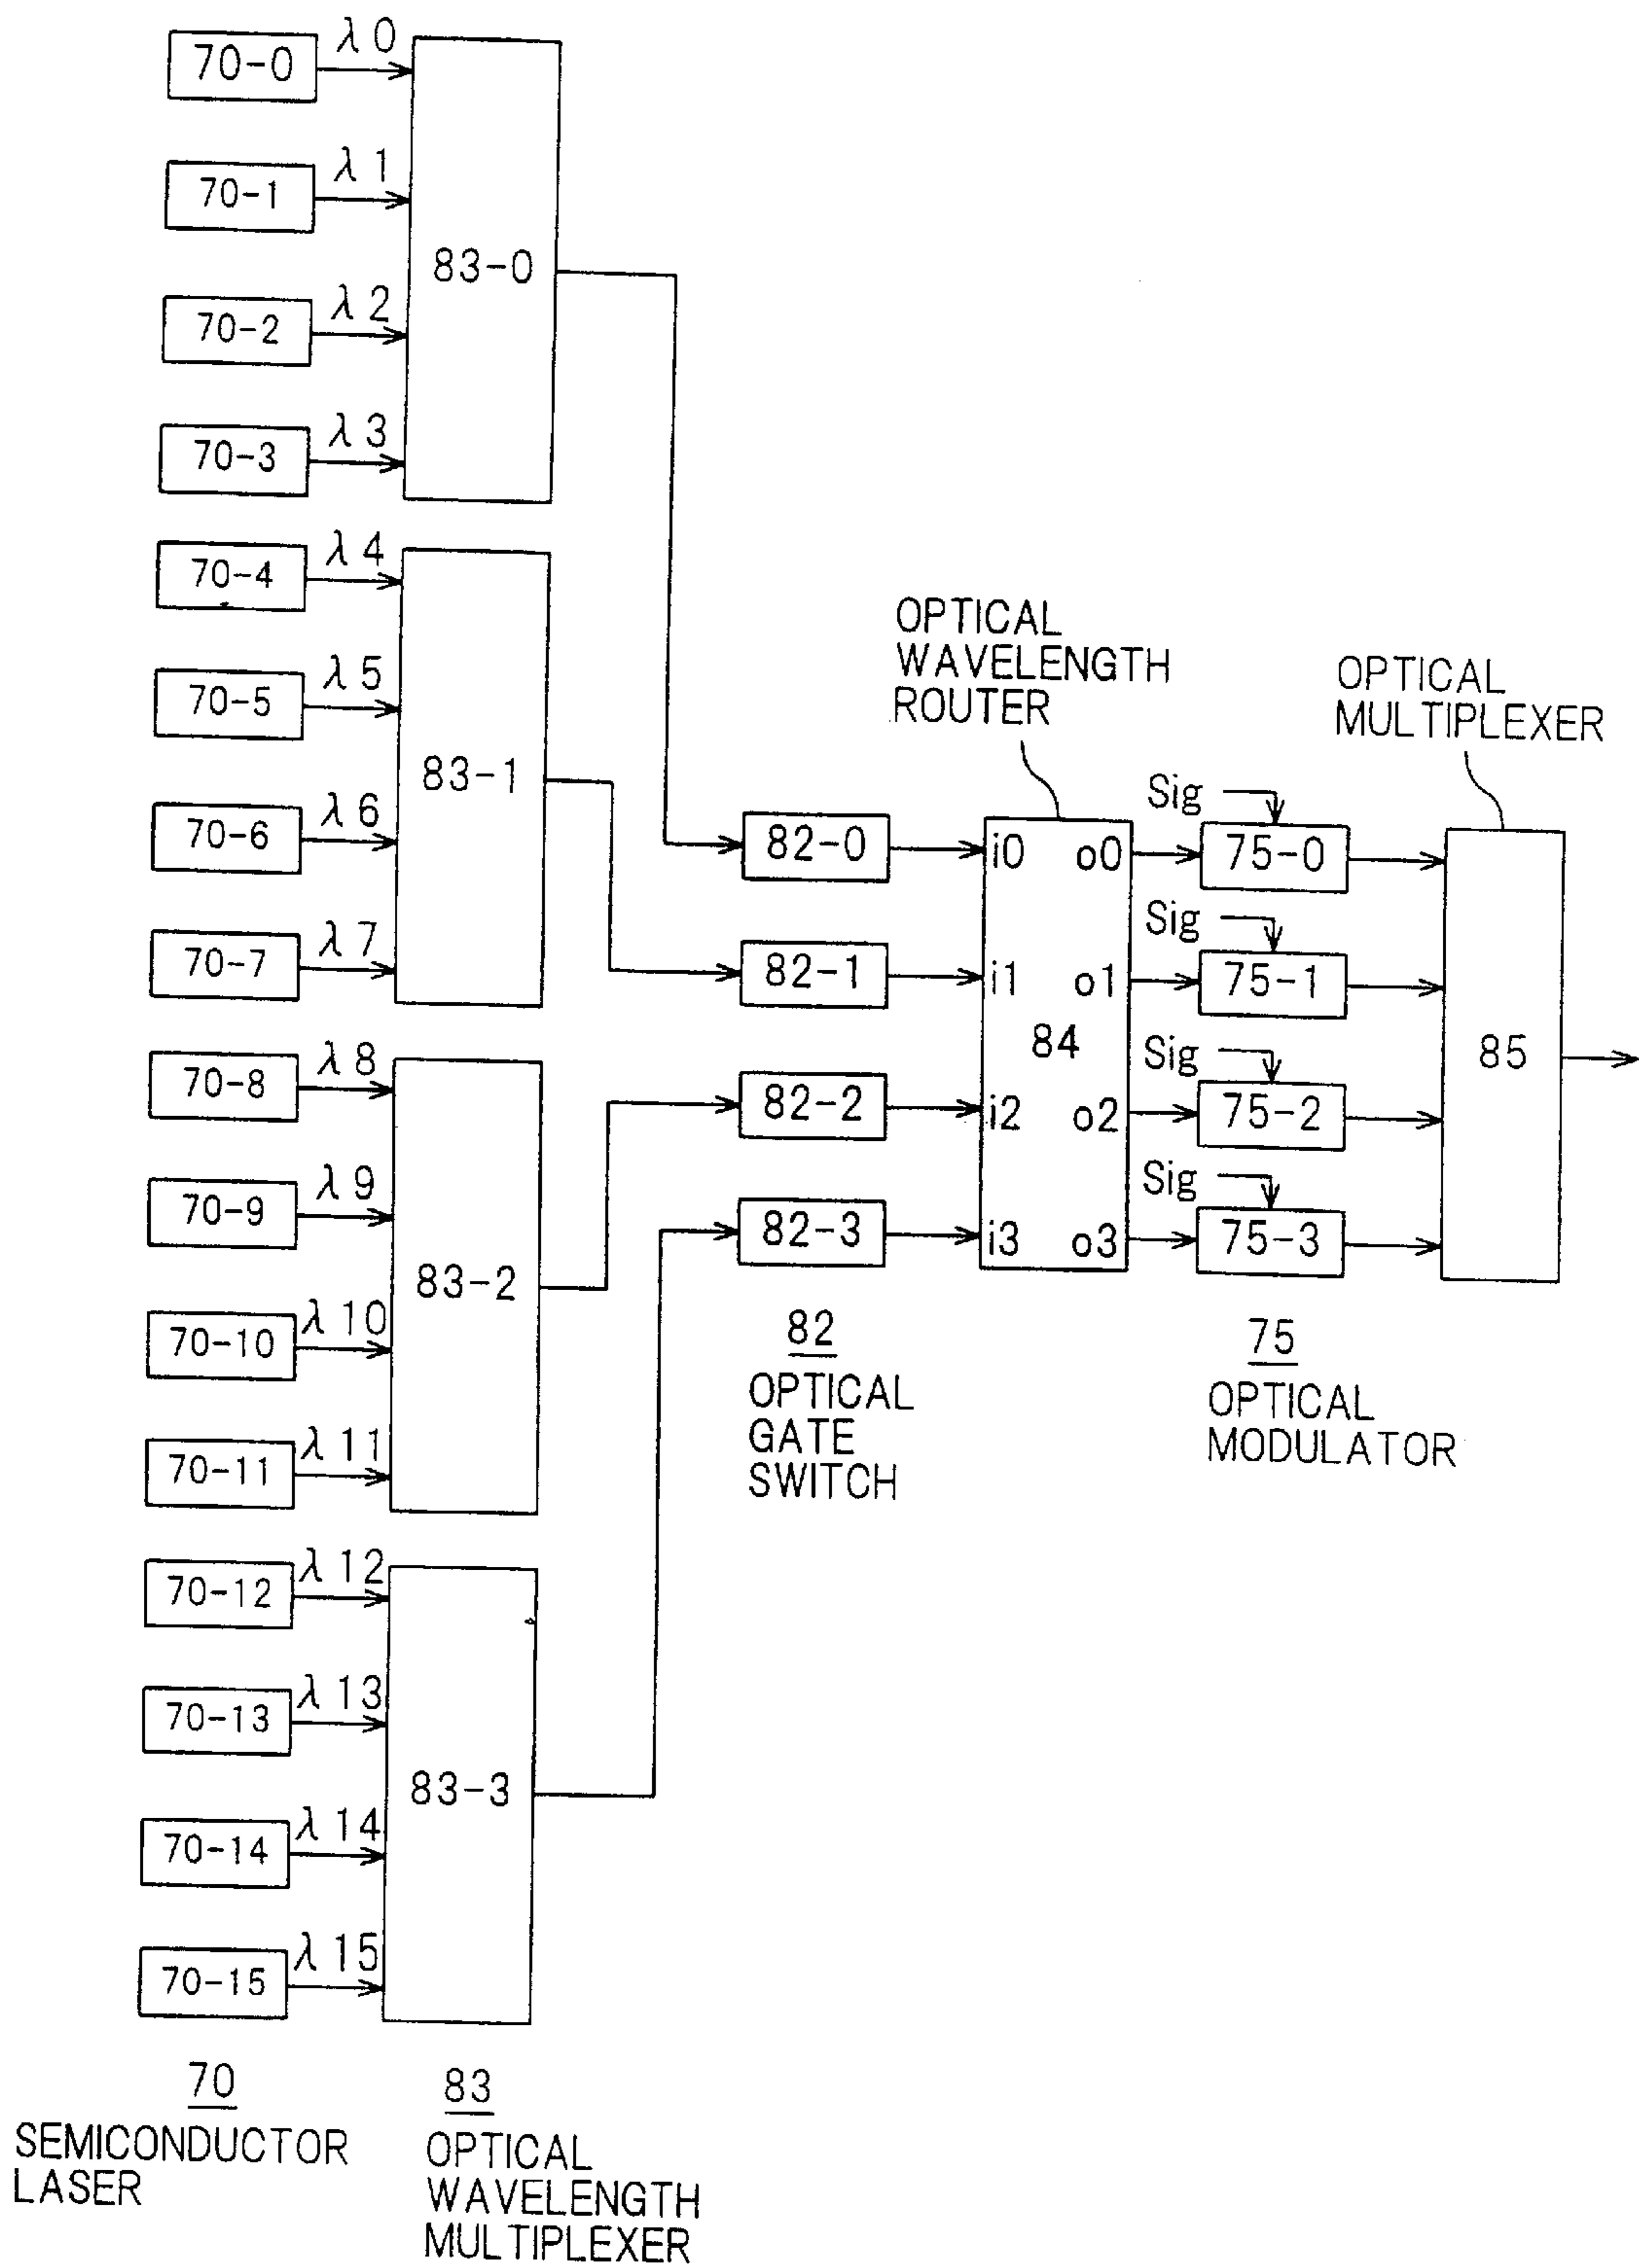 70-0
λ0
70-1
λ1
83-0
70-2
λ2
70-3
λ3
70-4
λ4
70-5
λ5
83-1
70-6
λ6
70-7
λ7
70-8
λ8
70-9
λ9
83-2
70-10
λ10
70-11
λ11
70-12
λ12
70-13
λ13
83-3
70-14
λ14
70-15
λ15
70
SEMICONDUCTOR
LASER
83
OPTICAL
WAVELENGTH
MULTIPLEXER
82-0
82-1
82-2
82-3
82
OPTICAL
GATE
SWITCH
OPTICAL
WAVELENGTH
ROUTER
i0 o0
i1 o1
84
i2 o2
i3 o3
Sig
75-0
Sig
75-1
Sig
75-2
Sig
75-3
75
OPTICAL
MODULATOR
OPTICAL
MULTIPLEXER
85